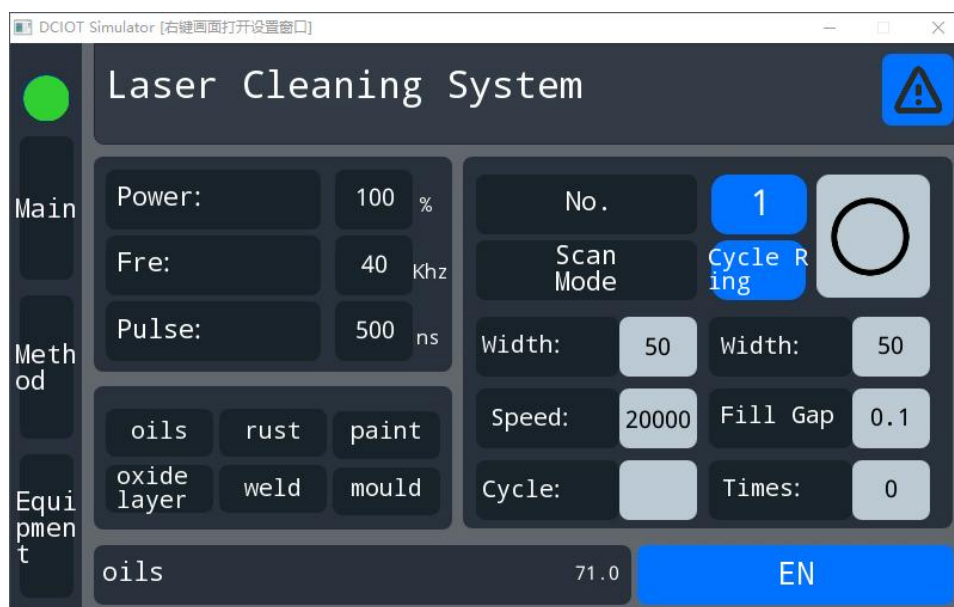 DCIOT Simulator [右键画面打开设置窗口]
Laser Cleaning System
Main
Meth
od
Equi
pmen
t
Power:
100
%
Fre:
40
Khz
Pulse:
500
ns
oils
rust
paint
oxide
layer
weld
mould
No.
1
Scan
Mode
Cycle R
ing
Width:
50
Width:
50
Speed:
20000
Fill Gap
0.1
Cycle:
Times:
0
oils
71.0
EN